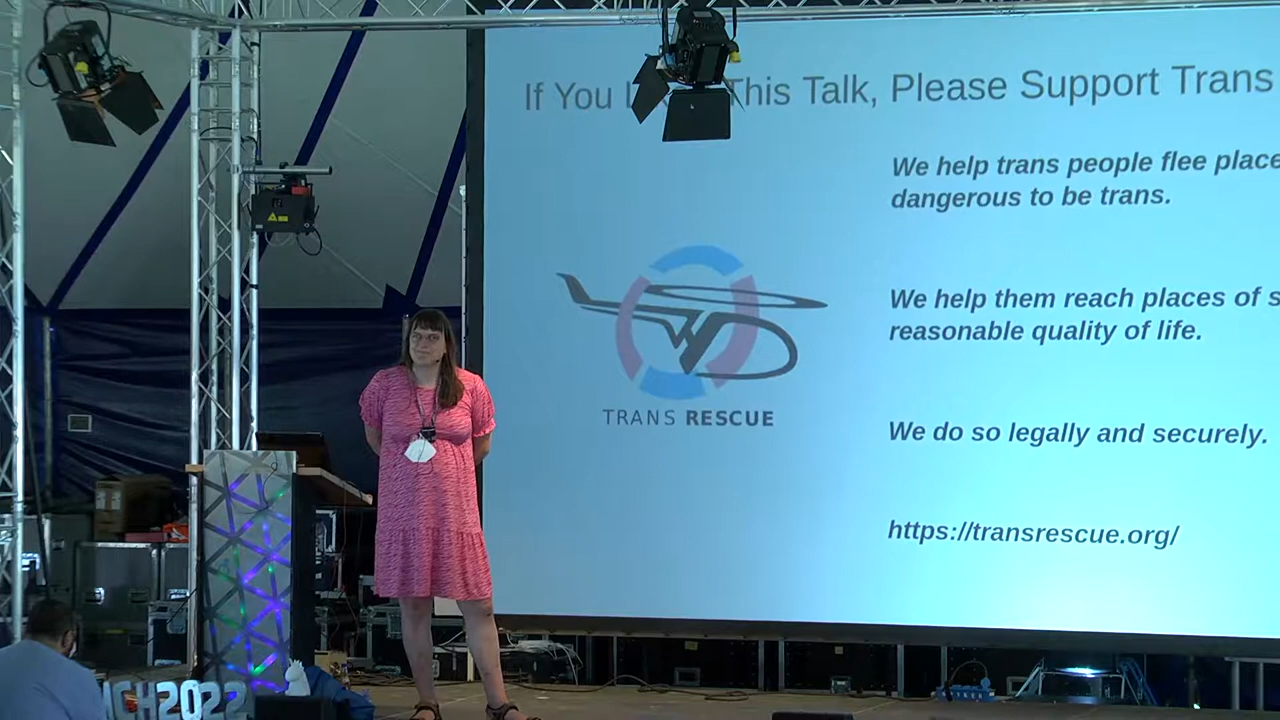 If You This Talk, Please Support Trans
We help trans people flee place
dangerous to be trans.
We help them reach places of s
reasonable quality of life.
TRANS RESCUE
We do so legally and securely.
https://transrescue.org/
MCH2022